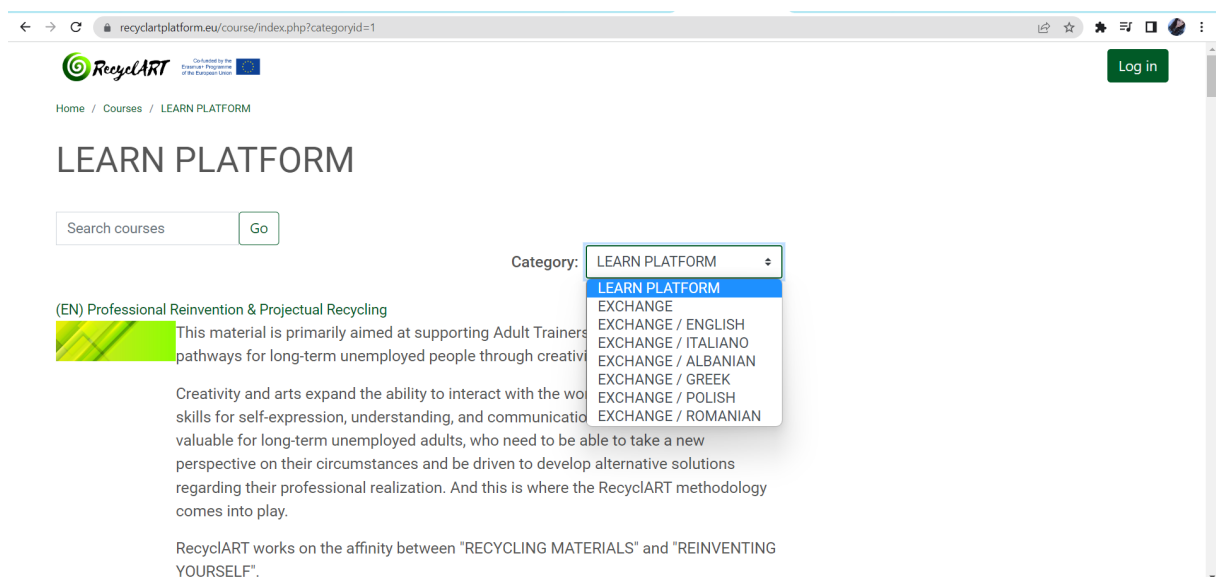 recyclartplatform.eu/course/index.php?categoryid=1
RecyclART
Co-funded by the
Erasmus+ Programme
of the European Union
Log in
Home / Courses / LEARN PLATFORM
LEARN PLATFORM
Search courses
Go
Category: LEARN PLATFORM
LEARN PLATFORM
EXCHANGE
EXCHANGE / ENGLISH
EXCHANGE / ITALIANO
EXCHANGE / ALBANIAN
EXCHANGE / GREEK
EXCHANGE / POLISH
EXCHANGE / ROMANIAN
(EN) Professional Reinvention & Projectual Recycling
This material is primarily aimed at supporting Adult Trainers
pathways for long-term unemployed people through creativi
Creativity and arts expand the ability to interact with the wo
skills for self-expression, understanding, and communicatio
valuable for long-term unemployed adults, who need to be able to take a new
perspective on their circumstances and be driven to develop alternative solutions
regarding their professional realization. And this is where the RecyclART methodology
comes into play.
RecyclART works on the affinity between "RECYCLING MATERIALS" and "REINVENTING
YOURSELF".